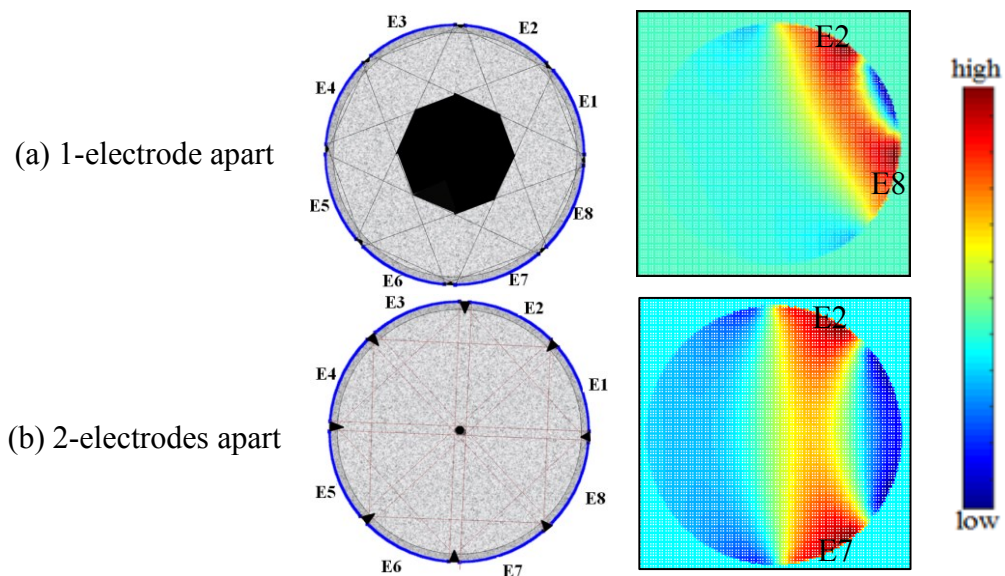 (a) 1-electrode apart
E3
E2
E4
E1
E5
E8
E6
E7
E2
E8
high
low
(b) 2-electrodes apart
E3
E2
E4
E1
E5
E8
E6
E7
E2
E7